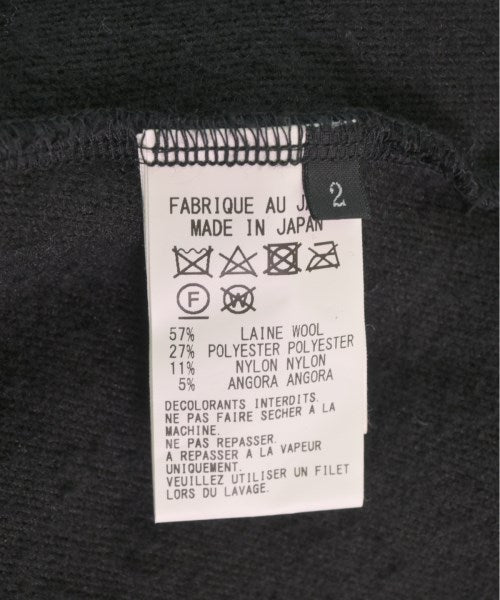 FABRIQUE AU
2
MADE IN JAPAN
F W
57% LAINE WOOL
27% POLYESTER POLYESTER
11% NYLON NYLON
5% ANGORA ANGORA
DECOLORANTS INTERDITS.
NE PAS FAIRE SECHER À LA
MACHINE.
NE PAS REPASSER.
A REPASSER À LA VAPEUR
UNIQUEMENT.
VEUILLEZ UTILISER UN FILET
LORS DU LAVAGE.